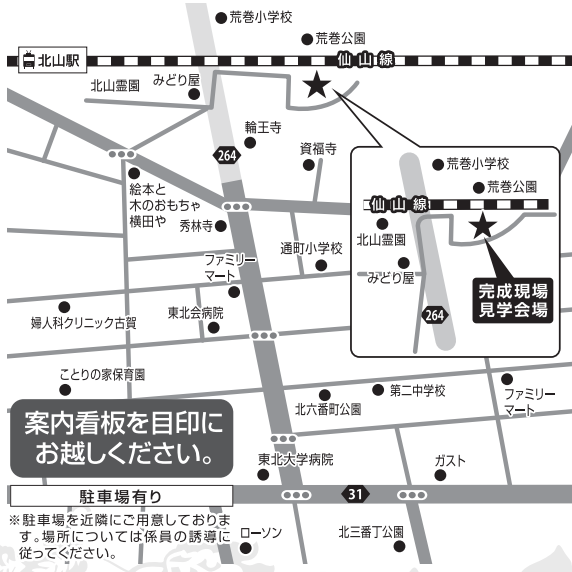 荒巻小学校
荒巻公園
仙山線
北山駅
北山霊園
みどり屋
輪王寺
264
資福寺
絵本と
木のおもちゃ
横田や
秀林寺
通町小学校
ファミリー
マート
東北会病院
婦人科クリニック古賀
荒巻小学校
荒巻公園
仙山線
北山霊園
みどり屋
完成現場
見学会場
264
ことりの家保育園
北六番町公園
第二中学校
ファミリー
マート
案内看板を目印に
お越しください。
東北大学病院
ガスト
駐車場有り
31
※駐車場を近隣にご用意しておりま
す。場所については係員の誘導に
従ってください。
ローソン
北三番丁公園